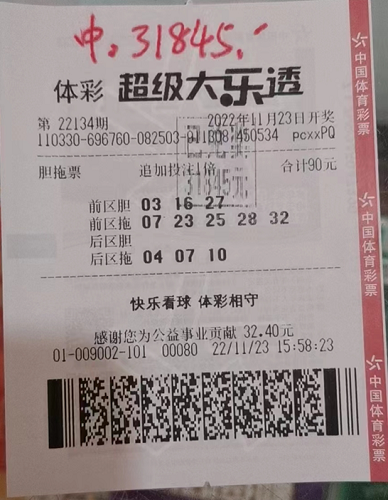 中。31845.
体彩 超级大乐透
第 22134期 2022年11月23日开奖
110330-696760-082503-911308 450534 pcxxPQ
胆拖票 追加投注1倍 合计90元
31845元
前区胆 03 16 27
前区拖 07 23 25 28 32
后区胆
后区拖 04 07 10
快乐看球 体彩相守
感谢您为公益事业贡献 32.40元
01-009002-101 00080 22/11/23 15:58:23
中国体育彩票
中国体育彩票
中国体育彩票